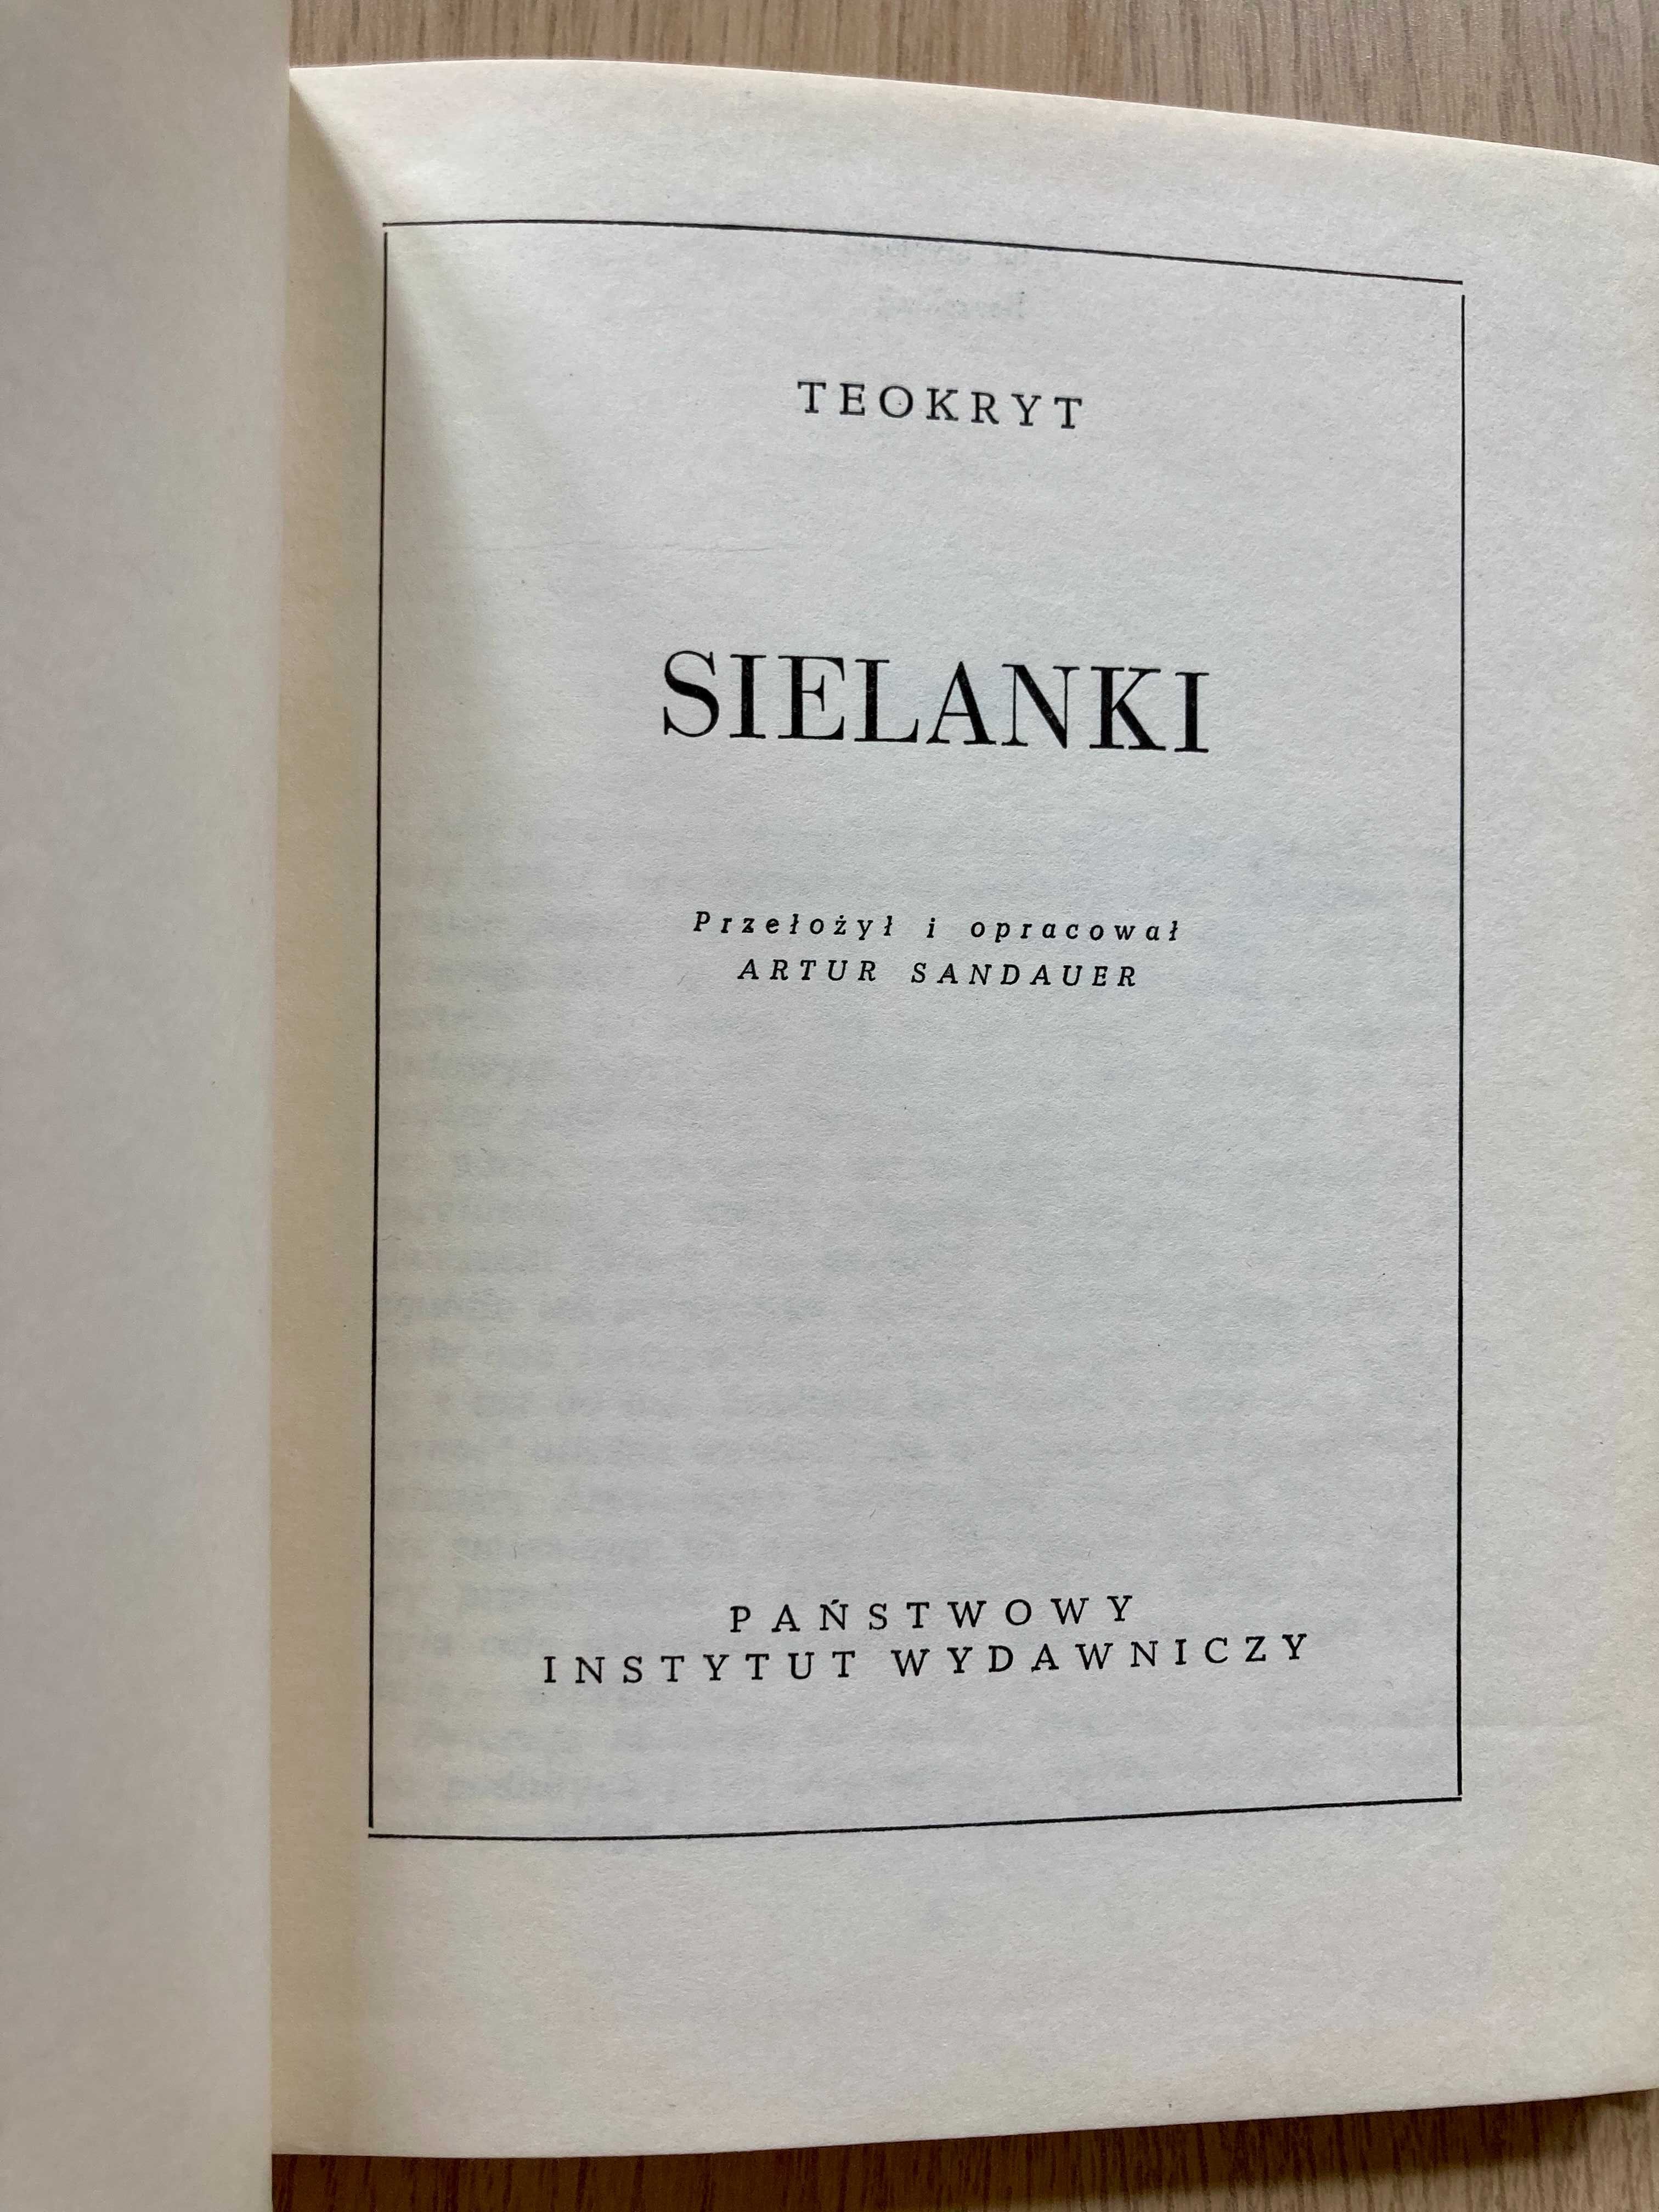 TEOKRYT
SIELANKI
Przełożył i opracował
ARTUR SANDAUER
PAŃSTWOWY
INSTYTUT WYDAWNICZY